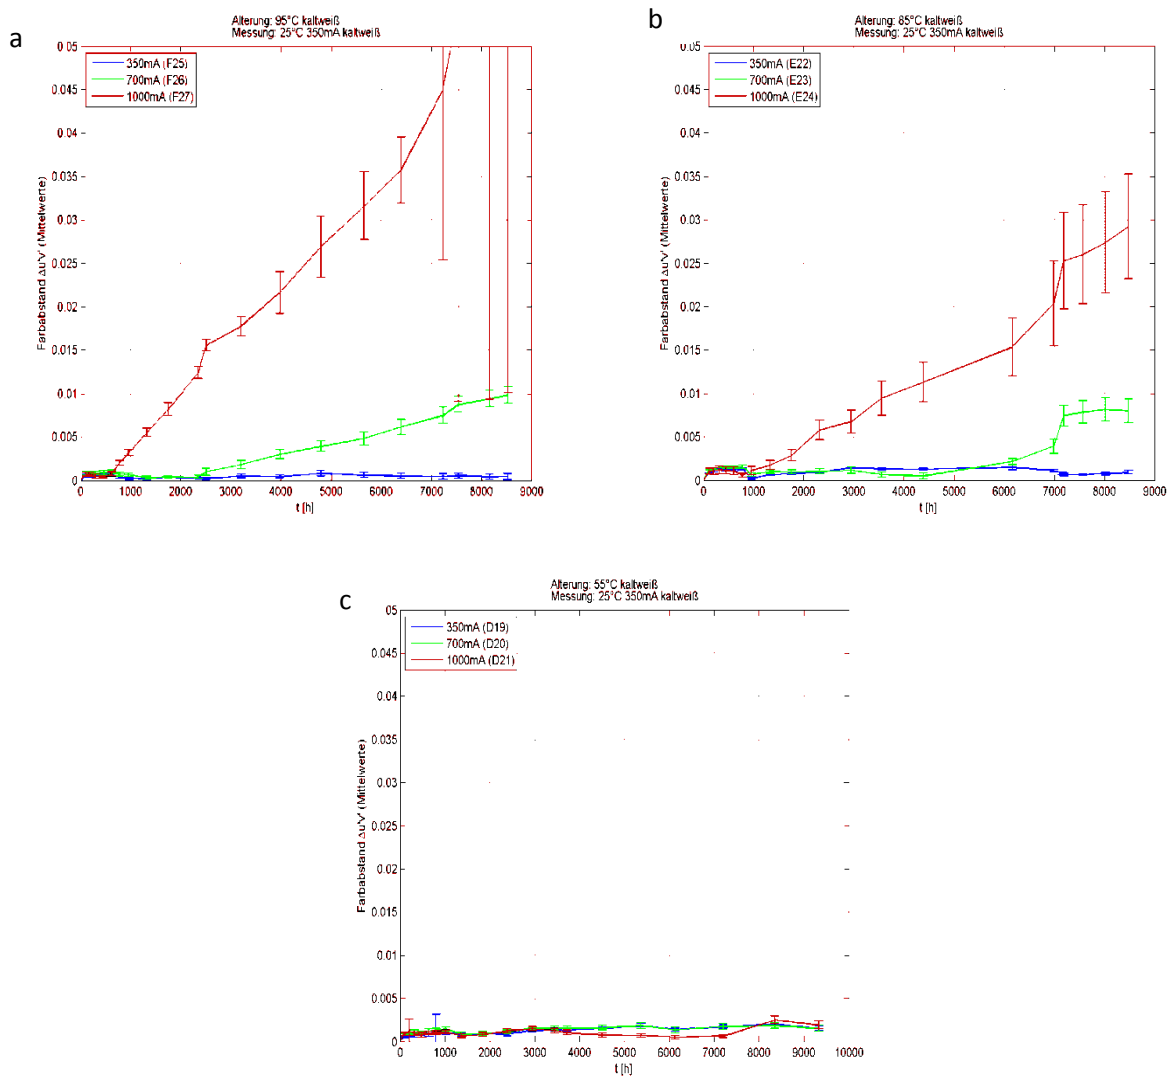 a
Alterung: 95°C kaltweiß
Messung: 25°C 350mA kaltweiß
350mA (F25)
700mA (F26)
1000mA (F27)
Farbabstand Δu'v' (Mittelwerte)
0.05
0.045
0.04
0.035
0.03
0.025
0.02
0.015
0.01
0.005
0
0 1000 2000 3000 4000 5000 6000 7000 8000 9000
t [h]
b
Alterung: 85°C kaltweiß
Messung: 25°C 350mA kaltweiß
350mA (E22)
700mA (E23)
1000mA (E24)
Farbabstand Δu'v' (Mittelwerte)
0.05
0.045
0.04
0.035
0.03
0.025
0.02
0.015
0.01
0.005
0
0 1000 2000 3000 4000 5000 6000 7000 8000 9000
t [h]
c
Alterung: 55°C kaltweiß
Messung: 25°C 350mA kaltweiß
350mA (D19)
700mA (D20)
1000mA (D21)
Farbabstand Δu'v' (Mittelwerte)
05
0.045
0.04
0.035
0.03
0.025
0.02
0.015
0.01
0.005
0
0 1000 2000 3000 4000 5000 6000 7000 8000 9000 10000
t [h]